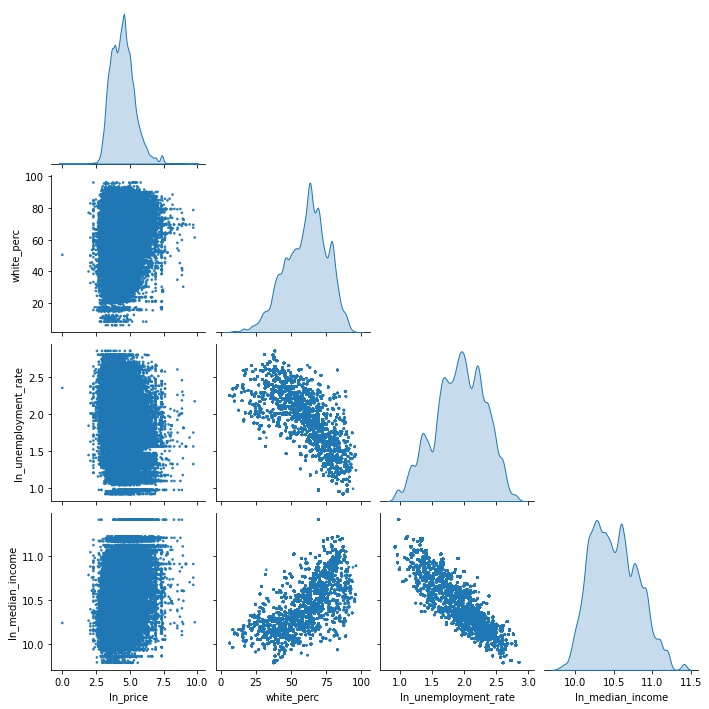 white_perc
100
80
60
40
20
ln_unemployment_rate
2.5
2.0
1.5
1.0
ln_median_income
11.0
10.5
10.0
0.0 2.5 5.0 7.5 10.0
ln_price
0 25 50 75 100
white_perc
1.0 1.5 2.0 2.5 3.0
ln_unemployment_rate
10.0 10.5 11.0 11.5
ln_median_income